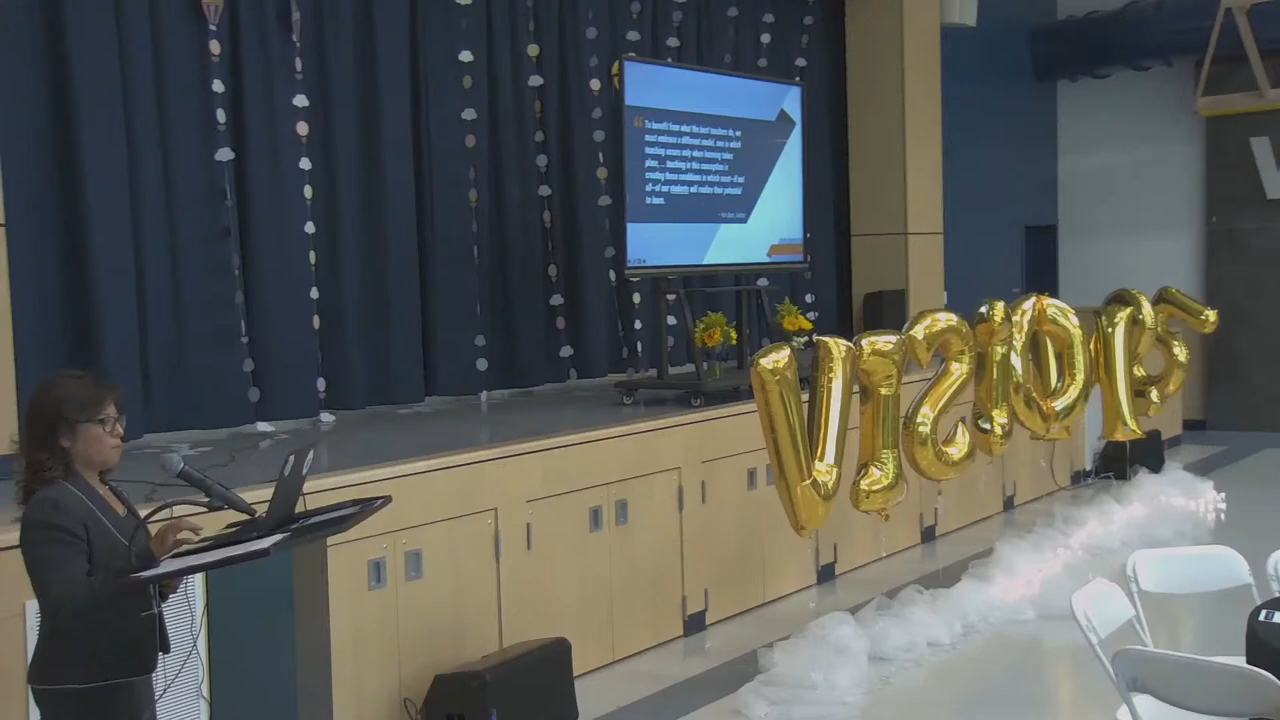 “ To benefit from what the best teachers do, we
must embrace a different model, one in which
teaching occurs only when learning takes
place, ... teaching in this conception is
creating those conditions in which most—if not
all—of our students will realize their potential
to learn.
VISIONS